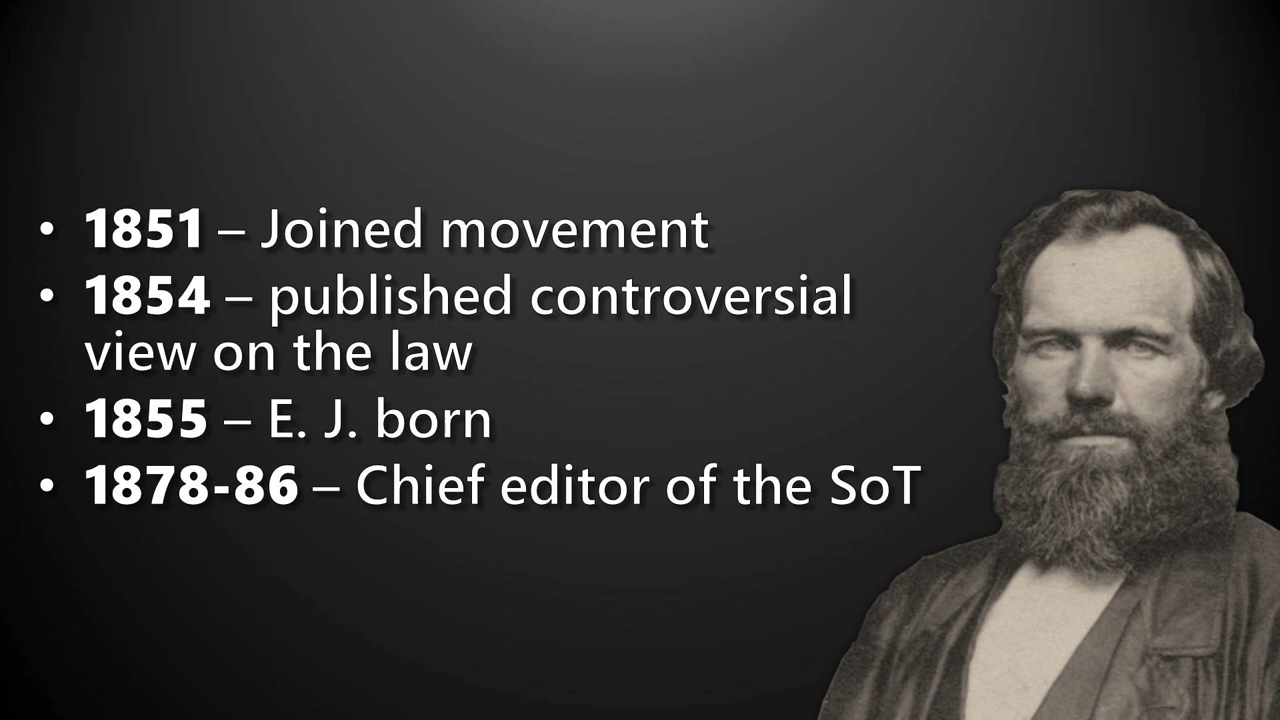 • 1851 – Joined movement
• 1854 – published controversial
view on the law
• 1855 – E. J. born
• 1878-86 – Chief editor of the SoT